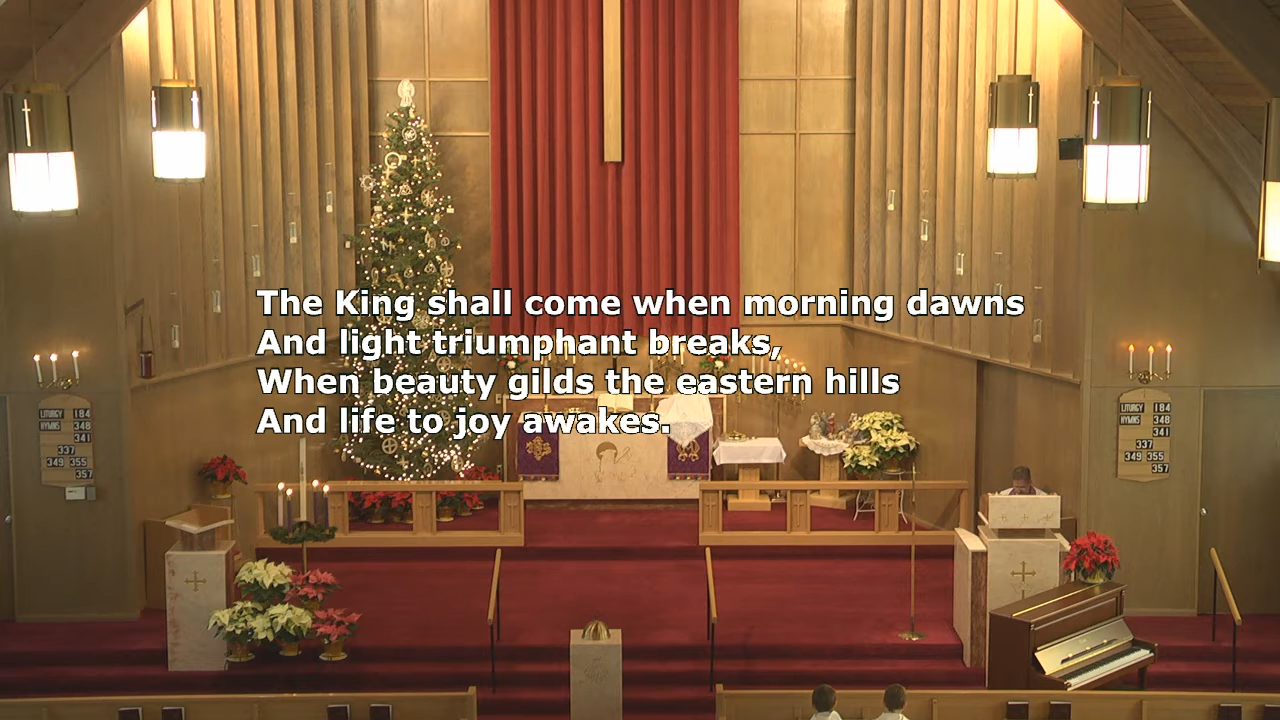 The King shall come when morning dawns
And light triumphant breaks,
When beauty gilds the eastern hills
And life to joy awakes.
LITURGY 184
HYMNS 348
341
337
349 355
357
LITURGY 184
HYMNS 348
341
337
349 355
357